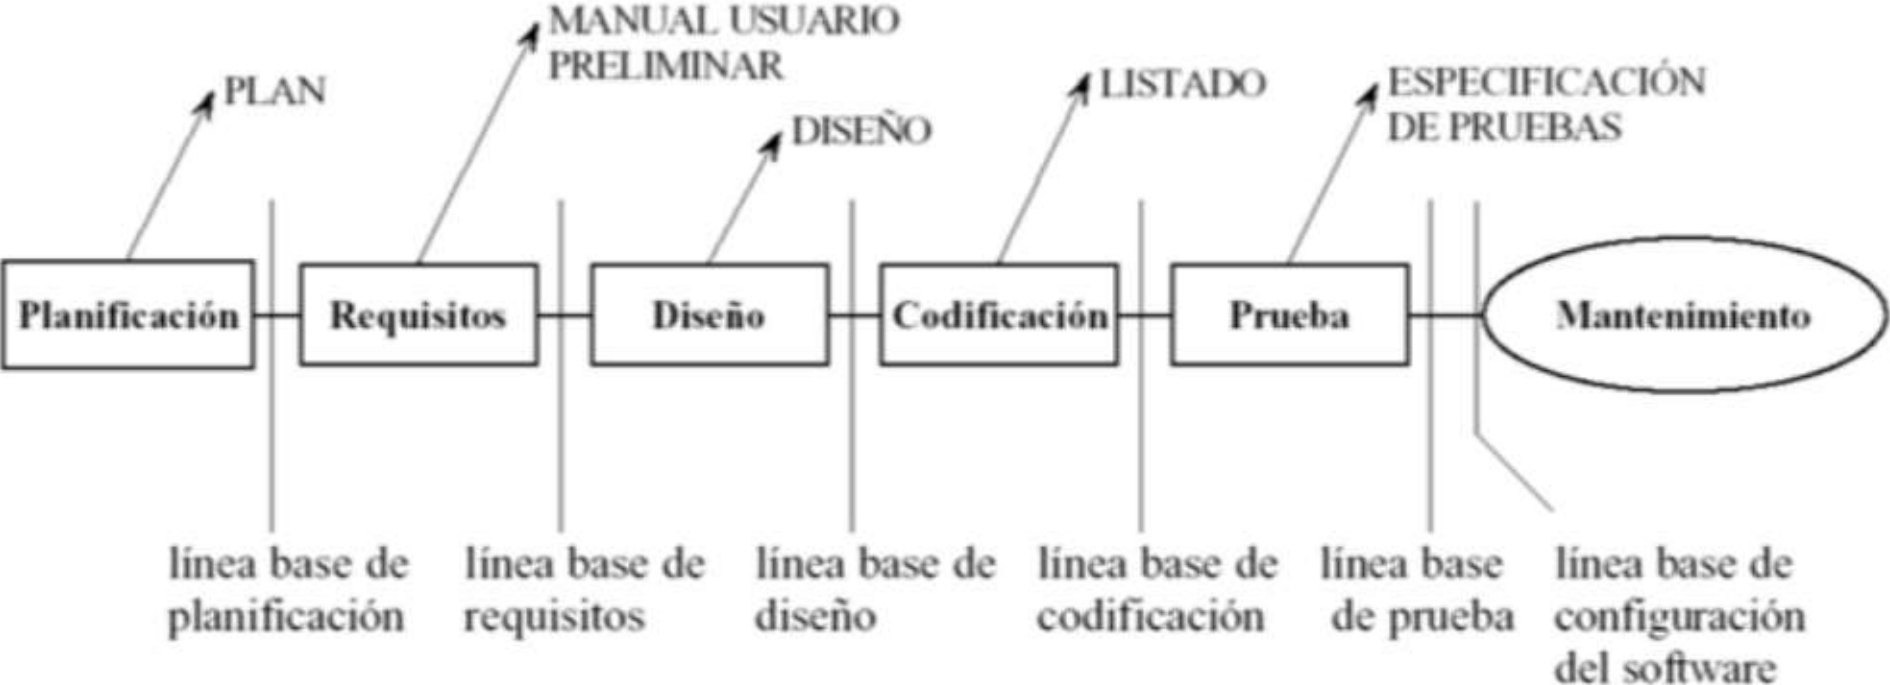 MANUAL USUARIO
PRELIMINAR
PLAN
DISEÑO
LISTADO
ESPECIFICACIÓN
DE PRUEBAS
Planificación
Requisitos
Diseño
Codificación
Prueba
Mantenimiento
línea base de
planificación
línea base de
requisitos
línea base de
diseño
línea base de
codificación
línea base
de prueba
línea base de
configuración
del software